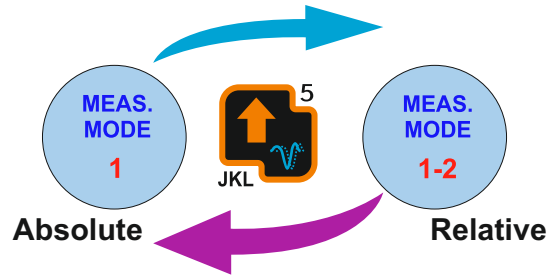 MEAS.
MODE
1
Absolute
5
JKL
MEAS.
MODE
1-2
Relative